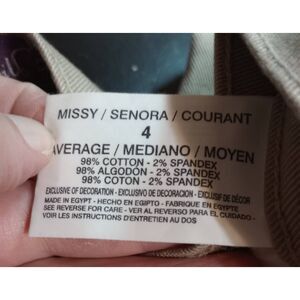 MISSY / SENORA / COURANT
4
AVERAGE / MEDIANO / MOYEN
98% COTTON - 2% SPANDEX
98% ALGODÓN - 2% SPANDEX
98% COTON - 2% SPANDEX
EXCLUSIVE OF DECORATION - EXCLUSIVO DE DECORACIÓN - EXCLUSIF DE DÉCOR
MADE IN EGYPT - HECHO EN EGIPTO - FABRIQUE EN EGYPTE
SEE REVERSE FOR CARE - VER AL REVERSO PARA EL CUIDADO -
VOIR LES INSTRUCTIONS D'ENTRETIEN AU DOS